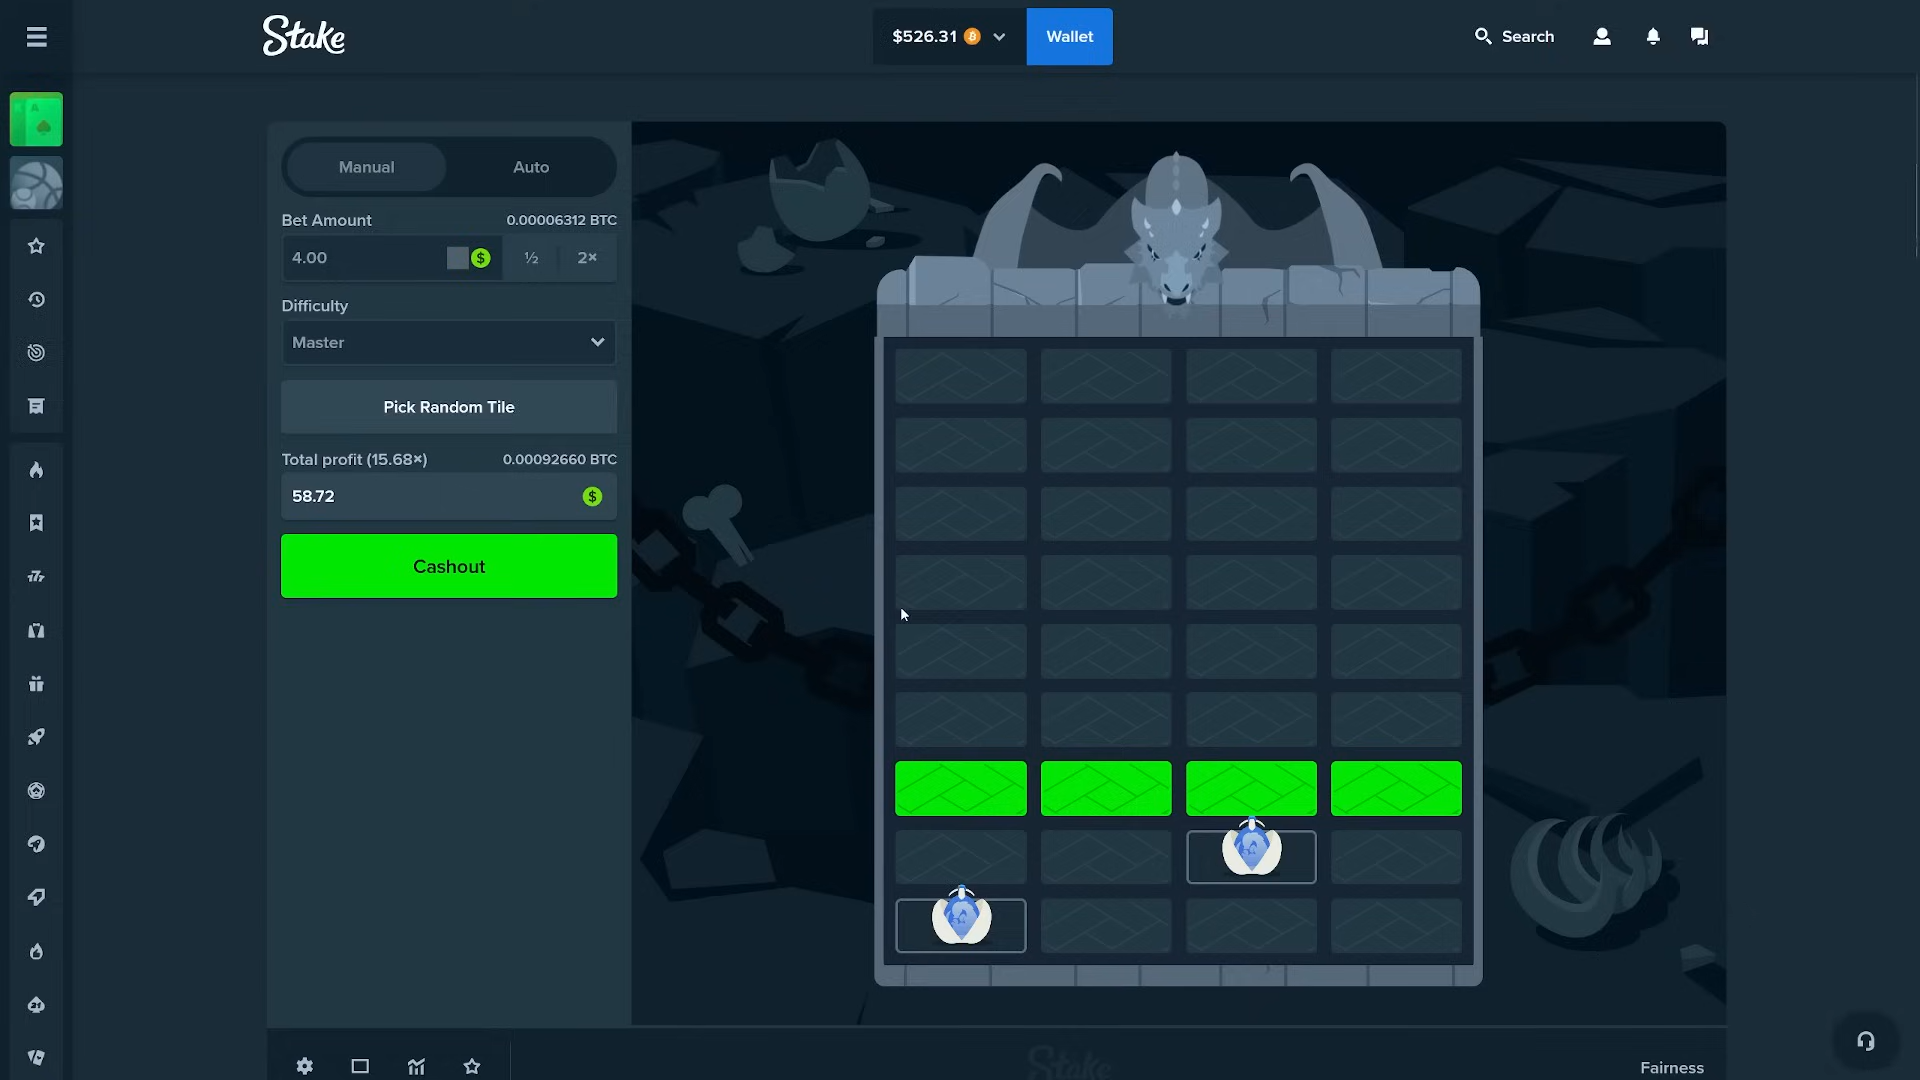 Stake
$526.31
Wallet
Search
Manual
Auto
Bet Amount
0.00006312 BTC
4.00
$
½
2×
Difficulty
Master
Pick Random Tile
Total profit (15.68×)
0.00092660 BTC
58.72
$
Cashout
Stake
Fairness